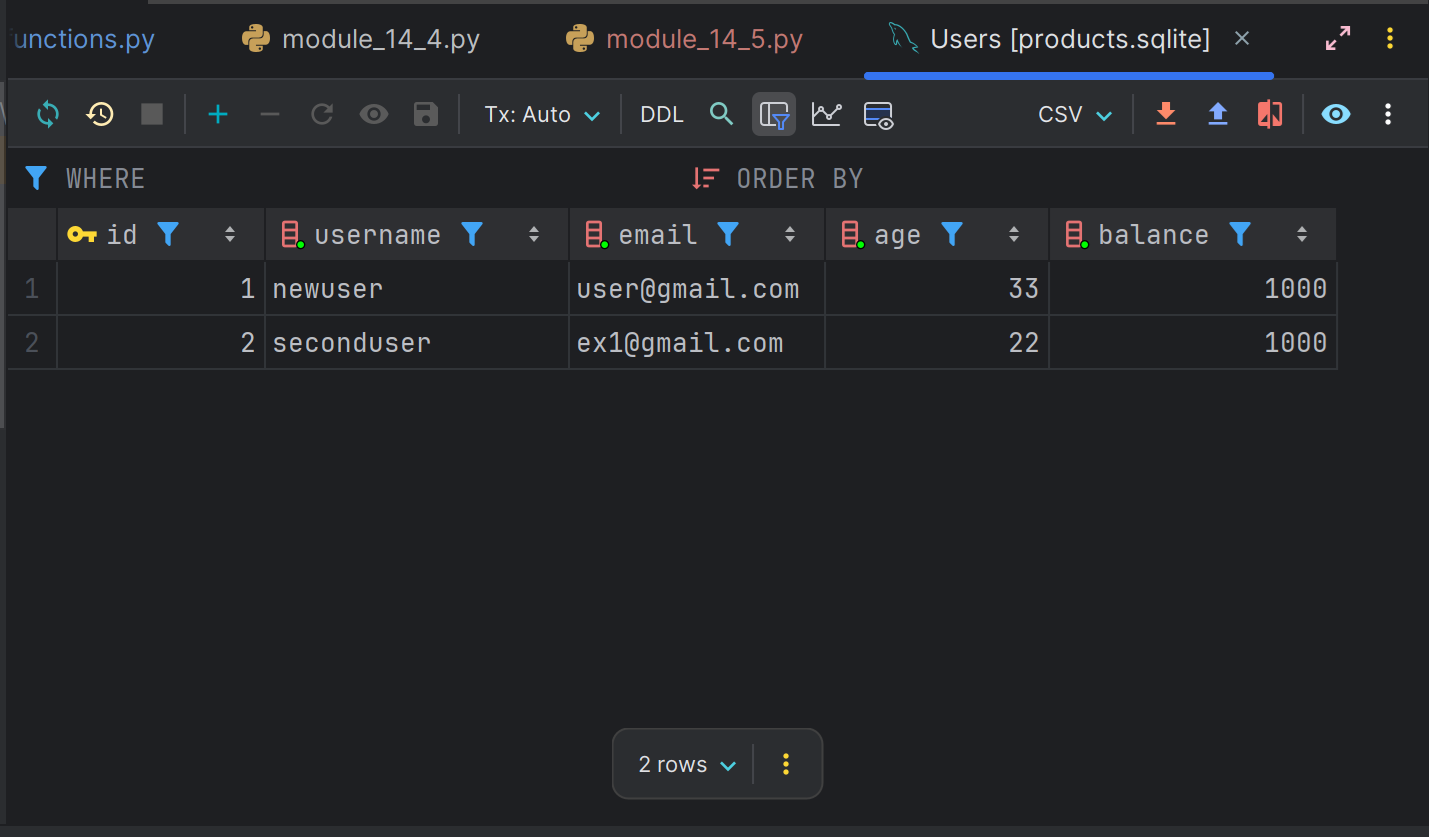 unctions.py module_14_4.py module_14_5.py Users [products.sqlite]
Tx: Auto DDL CSV
WHERE ORDER BY
id username email age balance
1 1 newuser user@gmail.com 33 1000
2 2 seconduser ex1@gmail.com 22 1000
2 rows